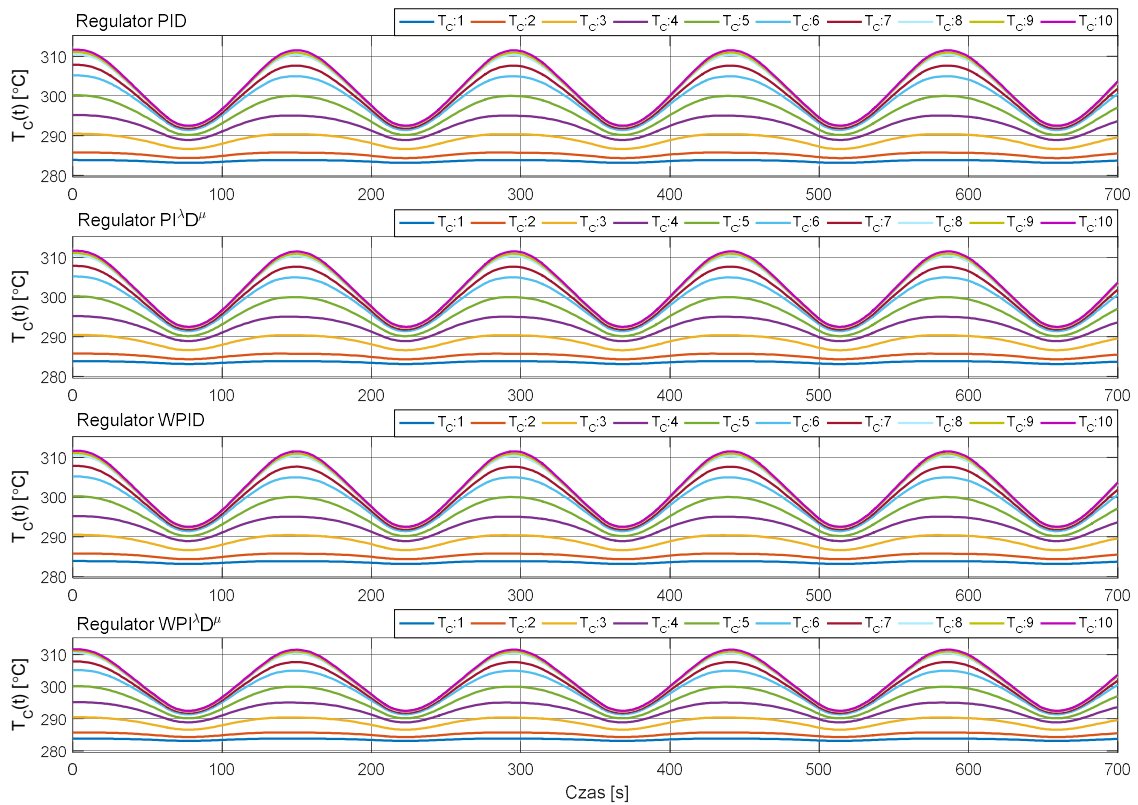 Regulator PID
T_C:1 T_C:2 T_C:3 T_C:4 T_C:5 T_C:6 T_C:7 T_C:8 T_C:9 T_C:10
T_C(t) [°C]
310
300
290
280
0 100 200 300 400 500 600 700
Regulator PI^λD^μ
T_C:1 T_C:2 T_C:3 T_C:4 T_C:5 T_C:6 T_C:7 T_C:8 T_C:9 T_C:10
T_C(t) [°C]
310
300
290
280
0 100 200 300 400 500 600 700
Regulator WPID
T_C:1 T_C:2 T_C:3 T_C:4 T_C:5 T_C:6 T_C:7 T_C:8 T_C:9 T_C:10
T_C(t) [°C]
310
300
290
280
0 100 200 300 400 500 600 700
Regulator WPI^λD^μ
T_C:1 T_C:2 T_C:3 T_C:4 T_C:5 T_C:6 T_C:7 T_C:8 T_C:9 T_C:10
T_C(t) [°C]
310
300
290
280
0 100 200 300 400 500 600 700
Czas [s]